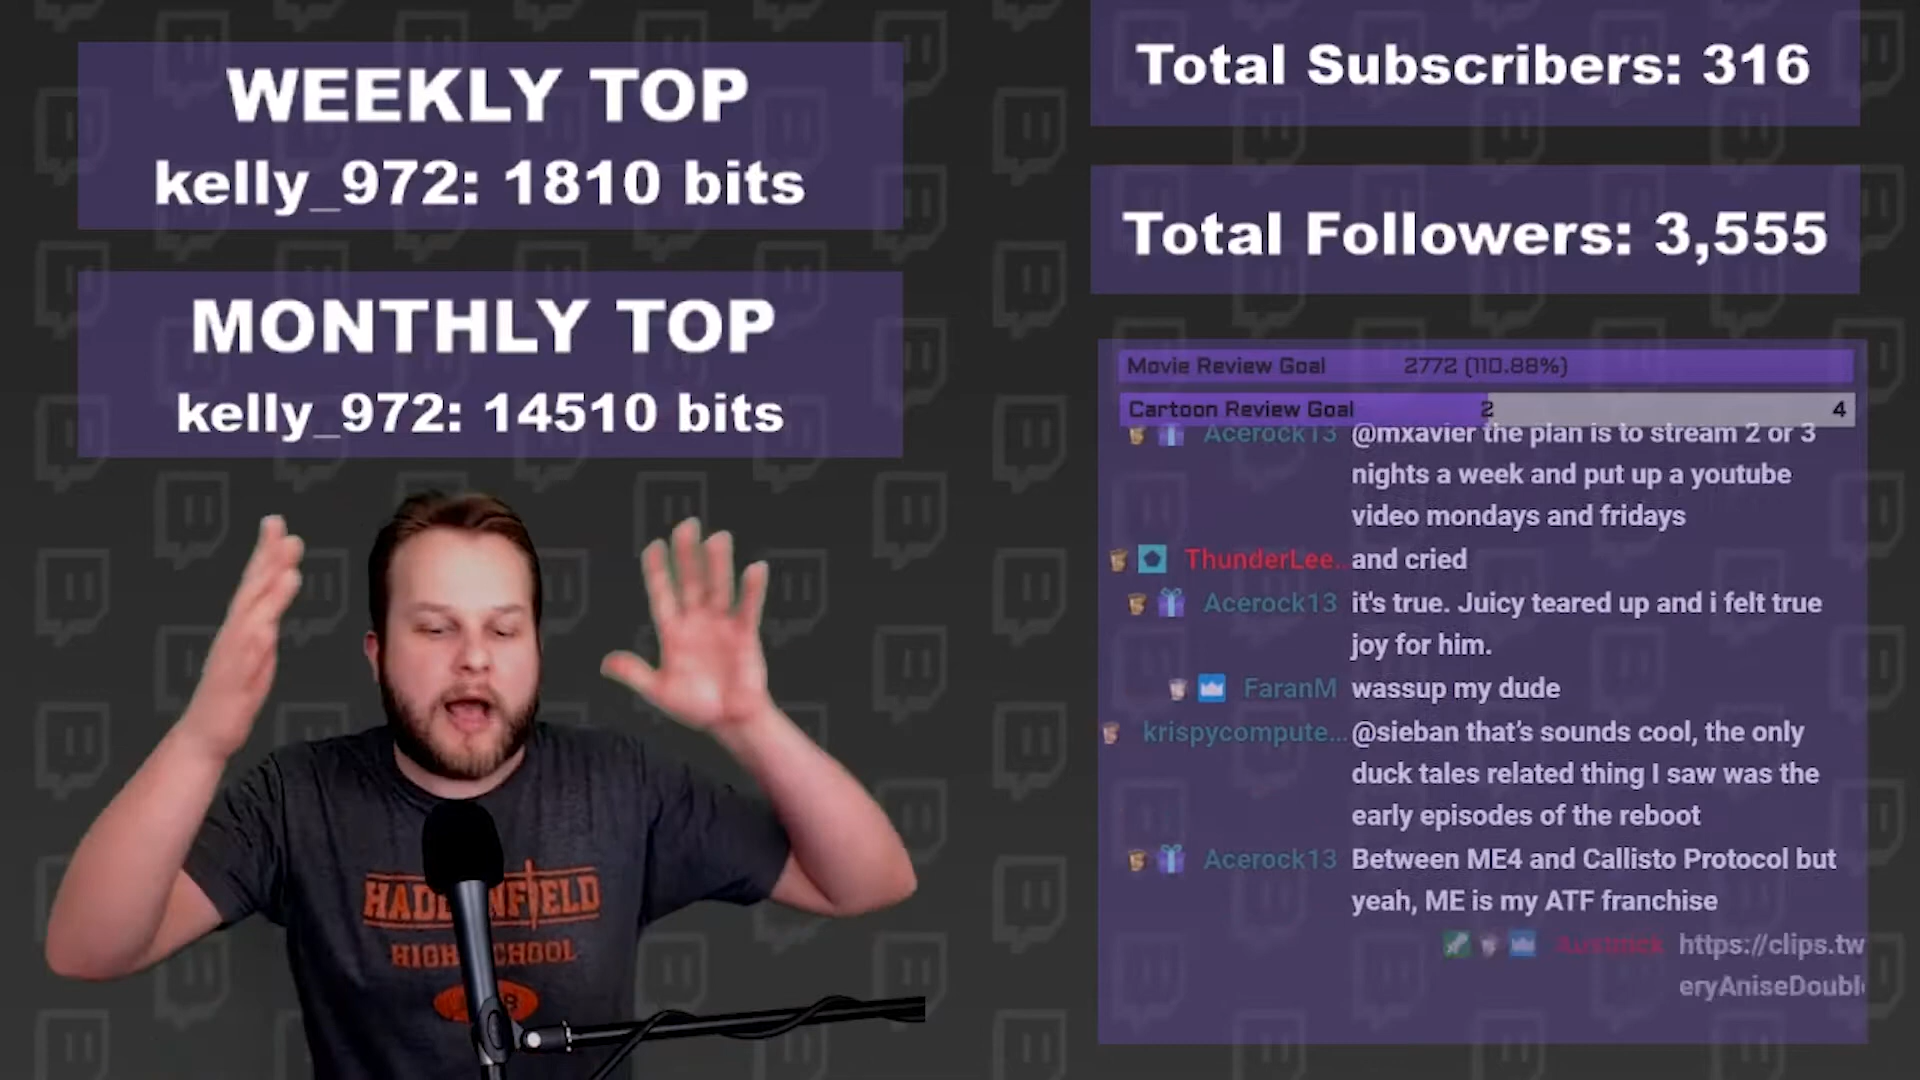 WEEKLY TOP
kelly_972: 1810 bits
MONTHLY TOP
kelly_972: 14510 bits
Total Subscribers: 316
Total Followers: 3,555
Movie Review Goal 2772 (110.88%)
Cartoon Review Goal 2 4
Acerock13 @mxavier the plan is to stream 2 or 3
nights a week and put up a youtube
video mondays and fridays
ThunderLee.. and cried
Acerock13 it's true. Juicy teared up and i felt true
joy for him.
FaranM wassup my dude
krispycompute... @sieban that's sounds cool, the only
duck tales related thing I saw was the
early episodes of the reboot
Acerock13 Between ME4 and Callisto Protocol but
yeah, ME is my ATF franchise
https://clips.tw
eryAniseDoubl
HIGH